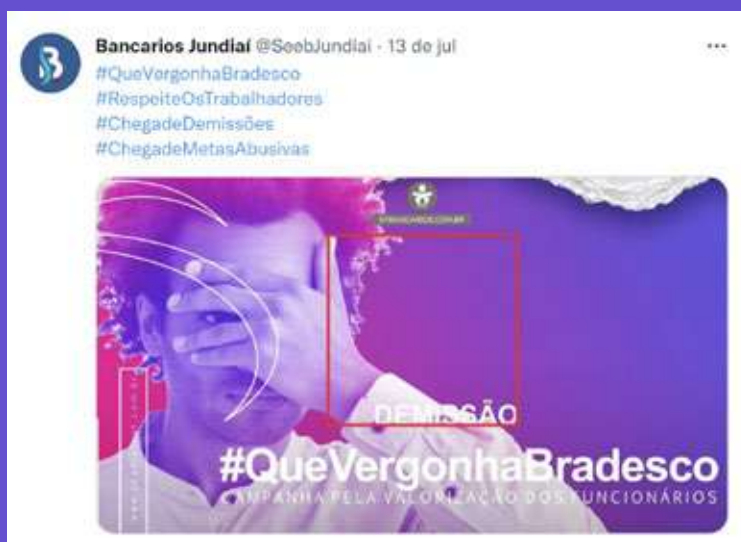 Bancarios Jundiaí @SeebJundiai · 13 de jul
#QueVergonhaBradesco
#RespeiteOsTrabalhadores
#ChegadeDemissões
#ChegadeMetasAbusivas
DEMISSÃO
#QueVergonhaBradesco
CAMPANHA PELA VALORIZAÇÃO DOS FUNCIONÁRIOS